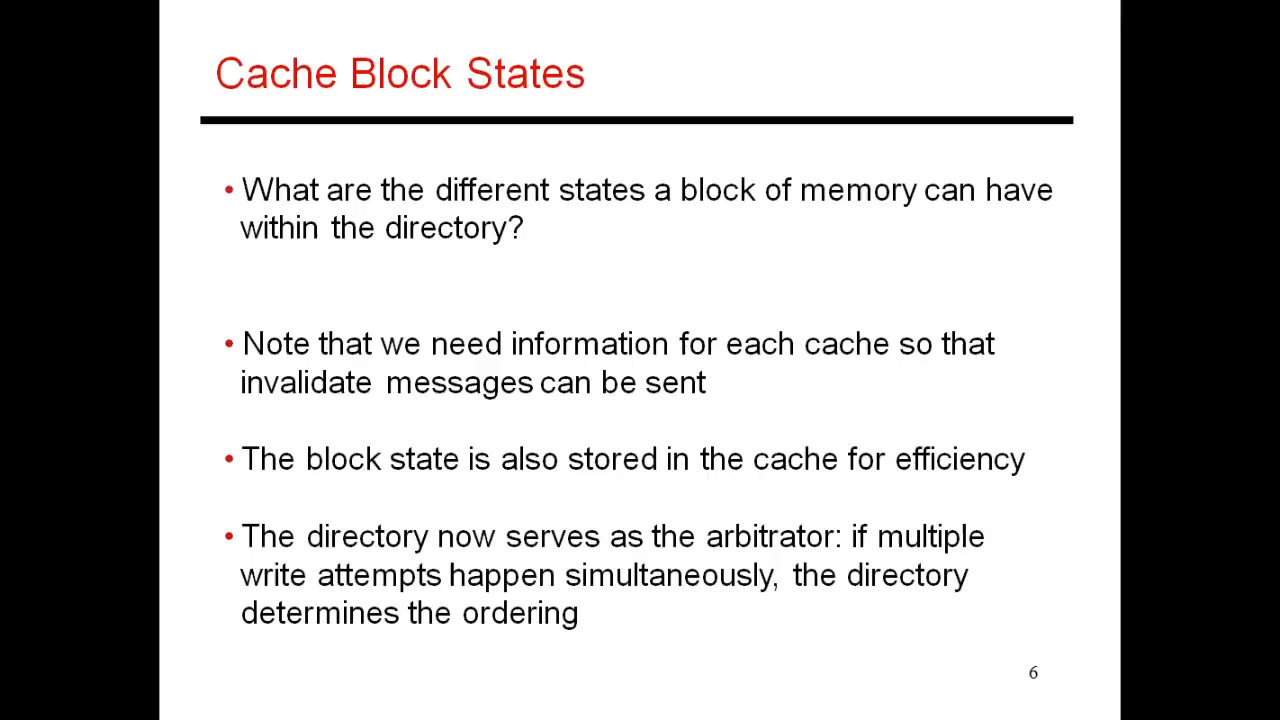 Cache Block States
• What are the different states a block of memory can have
within the directory?
• Note that we need information for each cache so that
invalidate messages can be sent
• The block state is also stored in the cache for efficiency
• The directory now serves as the arbitrator: if multiple
write attempts happen simultaneously, the directory
determines the ordering
6